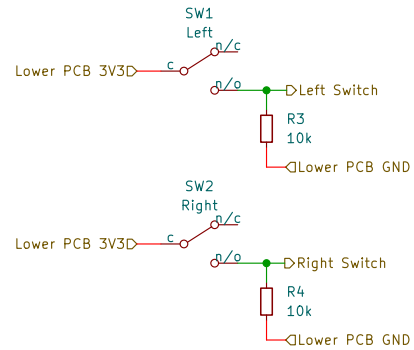 SW1
Left
n/c
Lower PCB 3V3
c
n/o
Left Switch
R3
10k
Lower PCB GND
SW2
Right
n/c
Lower PCB 3V3
c
n/o
Right Switch
R4
10k
Lower PCB GND